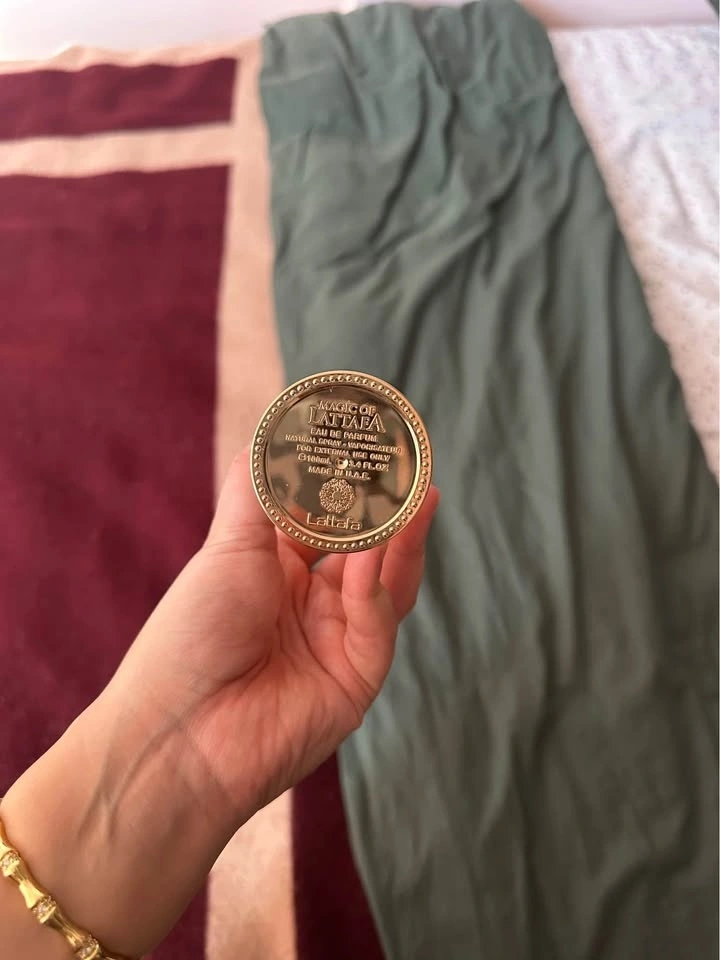 MAGIC OF
LATTAFA
EAU DE PARFUM
NATURAL SPRAY - VAPORISATEUR
FOR EXTERNAL USE ONLY
℮100mL 3.4 FL.OZ
MADE IN U.A.E.
Lattafa